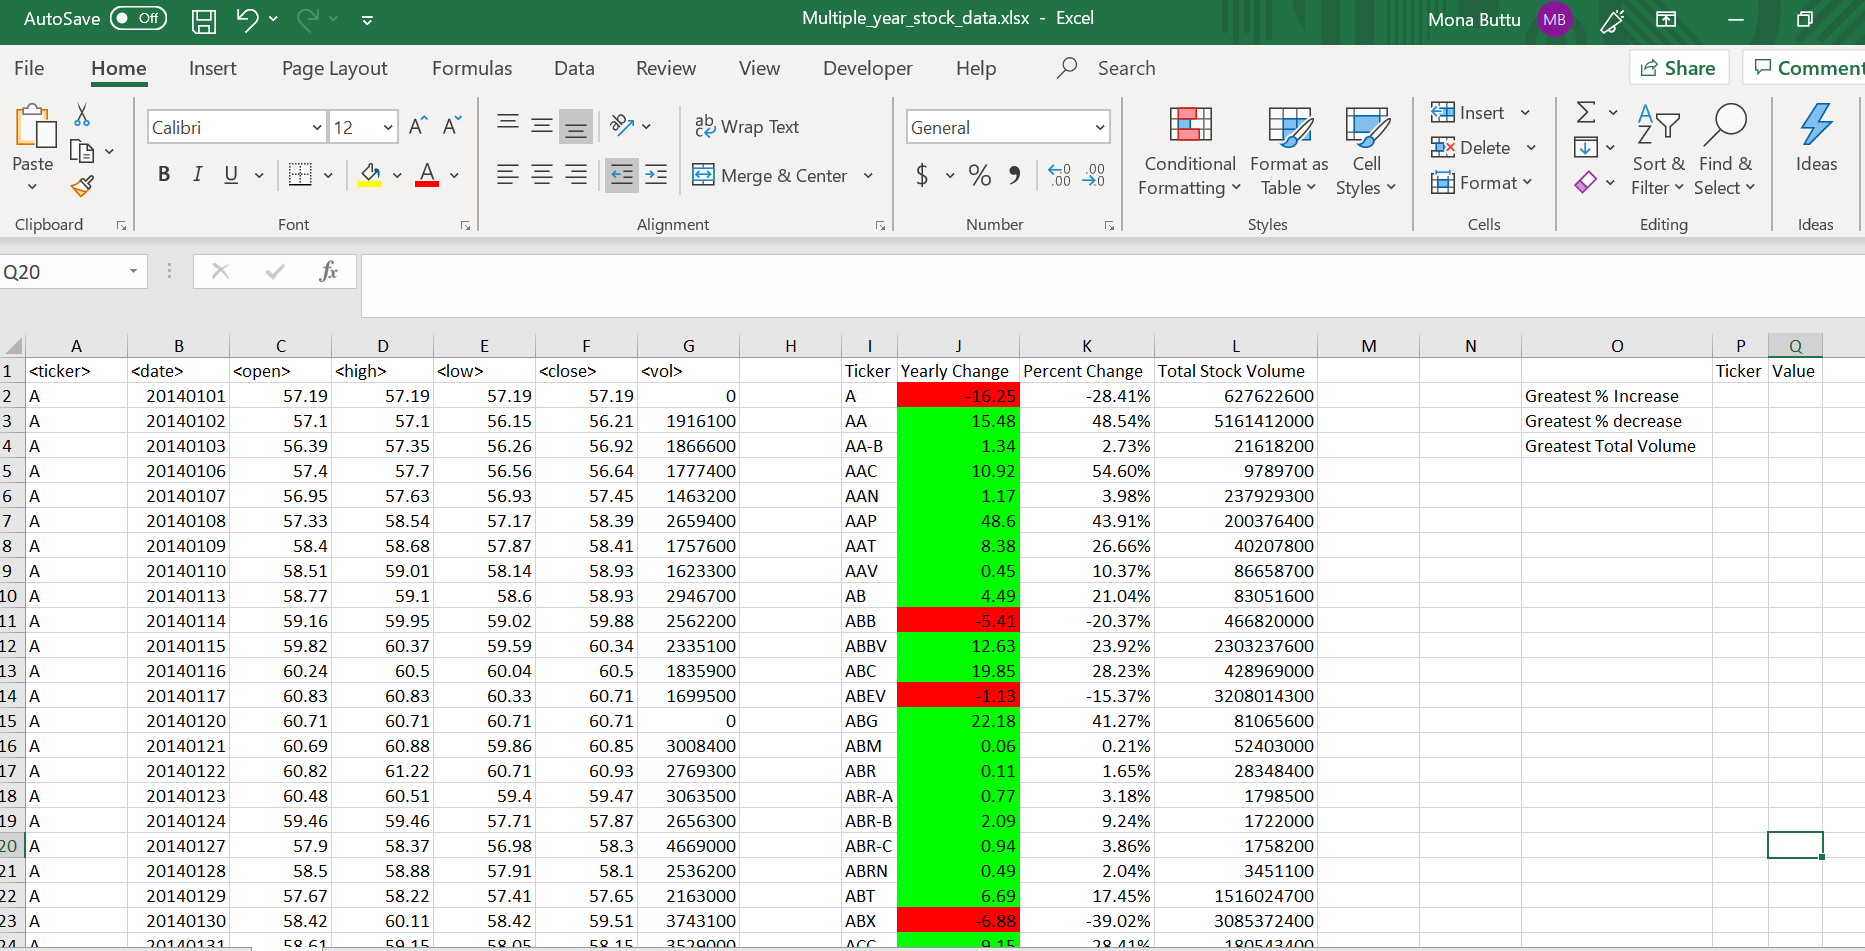 AutoSave Off Multiple_year_stock_data.xlsx - Excel Mona Buttu MB
File Home Insert Page Layout Formulas Data Review View Developer Help Search Share Comment
Paste Calibri 12 B I U A Wrap Text Merge & Center General $ % Conditional Formatting Format as Table Cell Styles Insert Delete Format Sort & Filter Find & Select Ideas
Clipboard Font Alignment Number Styles Cells Editing Ideas
Q20 fx
A B C D E F G H I J K L M N O P Q
1 <ticker> <date> <open> <high> <low> <close> <vol> Ticker Yearly Change Percent Change Total Stock Volume Ticker Value
2 A 20140101 57.19 57.19 57.19 57.19 0 A -16.25 -28.41% 627622600 Greatest % Increase
3 A 20140102 57.1 57.1 56.15 56.21 1916100 AA 15.48 48.54% 5161412000 Greatest % decrease
4 A 20140103 56.39 57.35 56.26 56.92 1866600 AA-B 1.34 2.73% 21618200 Greatest Total Volume
5 A 20140106 57.4 57.7 56.56 56.64 1777400 AAC 10.92 54.60% 9789700
6 A 20140107 56.95 57.63 56.93 57.45 1463200 AAN 1.17 3.98% 237929300
7 A 20140108 57.33 58.54 57.17 58.39 2659400 AAP 48.6 43.91% 200376400
8 A 20140109 58.4 58.68 57.87 58.41 1757600 AAT 8.38 26.66% 40207800
9 A 20140110 58.51 59.01 58.14 58.93 1623300 AAV 0.45 10.37% 86658700
10 A 20140113 58.77 59.1 58.6 58.93 2946700 AB 4.49 21.04% 83051600
11 A 20140114 59.16 59.95 59.02 59.88 2562200 ABB -5.41 -20.37% 466820000
12 A 20140115 59.82 60.37 59.59 60.34 2335100 ABBV 12.63 23.92% 2303237600
13 A 20140116 60.24 60.5 60.04 60.5 1835900 ABC 19.85 28.23% 428969000
14 A 20140117 60.83 60.83 60.33 60.71 1699500 ABEV -1.13 -15.37% 3208014300
15 A 20140120 60.71 60.71 60.71 60.71 0 ABG 22.18 41.27% 81065600
16 A 20140121 60.69 60.88 59.86 60.85 3008400 ABM 0.06 0.21% 52403000
17 A 20140122 60.82 61.22 60.71 60.93 2769300 ABR 0.11 1.65% 28348400
18 A 20140123 60.48 60.51 59.4 59.47 3063500 ABR-A 0.77 3.18% 1798500
19 A 20140124 59.46 59.46 57.71 57.87 2656300 ABR-B 2.09 9.24% 1722000
20 A 20140127 57.9 58.37 56.98 58.3 4669000 ABR-C 0.94 3.86% 1758200
21 A 20140128 58.5 58.88 57.91 58.1 2536200 ABRN 0.49 2.04% 3451100
22 A 20140129 57.67 58.22 57.41 57.65 2163000 ABT 6.69 17.45% 1516024700
23 A 20140130 58.42 60.11 58.42 59.51 3743100 ABX -6.88 -39.02% 3085372400
24 A 20140131 58.61 59.15 58.05 58.15 3529000 ACC 9.15 28.41% 180543400